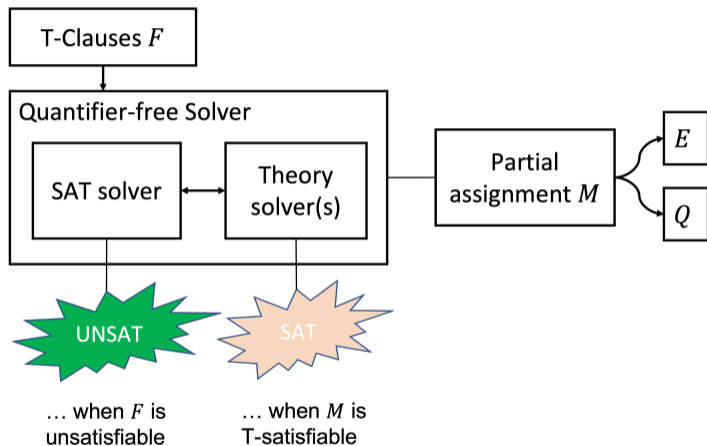 T-Clauses F
Quantifier-free Solver
SAT solver
Theory
solver(s)
Partial
assignment M
E
Q
UNSAT
SAT
... when F is
unsatisfiable
... when M is
T-satisfiable